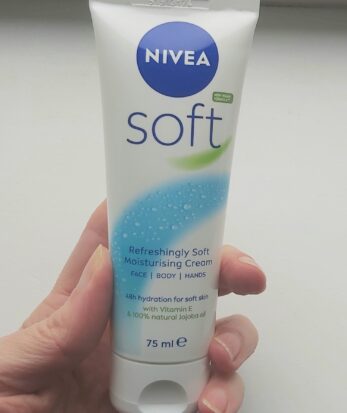 NIVEA
soft
Refreshingly Soft
Moisturising Cream
FACE | BODY | HANDS
48h hydration for soft skin
with Vitamin E
& 100% natural Jojoba oil
75 ml e